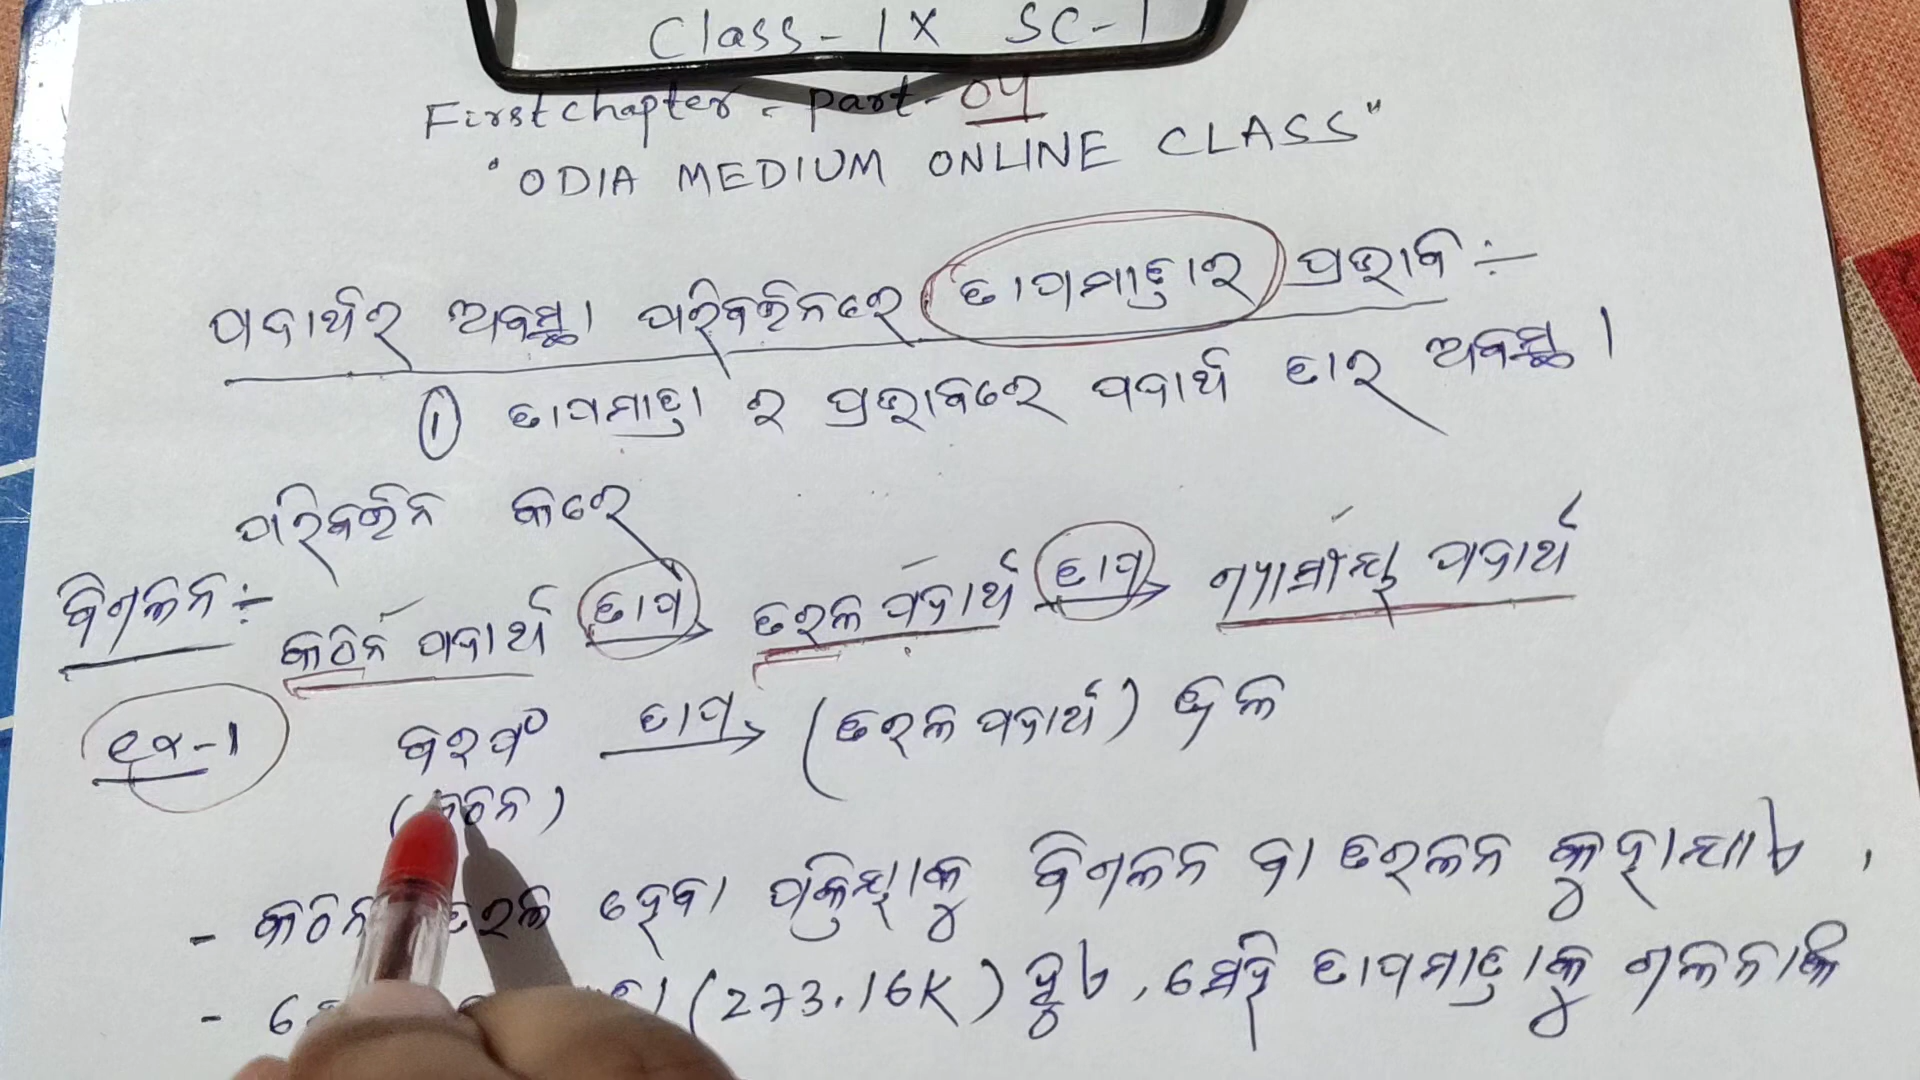 Class - IX SC-1
First chapter - part - 04
"ODIA MEDIUM ONLINE CLASS"
ପଦାର୍ଥର ଅବସ୍ଥା ପରିବର୍ତ୍ତନରେ ତାପମାତ୍ରାର ପ୍ରଭାବ :-
① ତାପମାତ୍ରା ର ପ୍ରଭାବରେ ପଦାର୍ଥ ତାର ଅବସ୍ଥା
ପରିବର୍ତ୍ତନ କରେ
ବିଗଳନ :-
କଠିନ ପଦାର୍ଥ ତାପ → ତରଳ ପଦାର୍ଥ ତାପ → ଗ୍ୟାସୀୟ ପଦାର୍ଥ
ବରଫ ତାପ → (ତରଳ ପଦାର୍ଥ) ଜଳ
(କଠିନ)
- କଠିନ ତରଳ ହେବା ପ୍ରକ୍ରିୟାକୁ ବିଗଳନ ବା ତରଳନ କୁହାଯାଏ ,
- (273.16K) ହୁଏ , ସେହି ତାପମାତ୍ରାକୁ ଗଳନାଙ୍କ